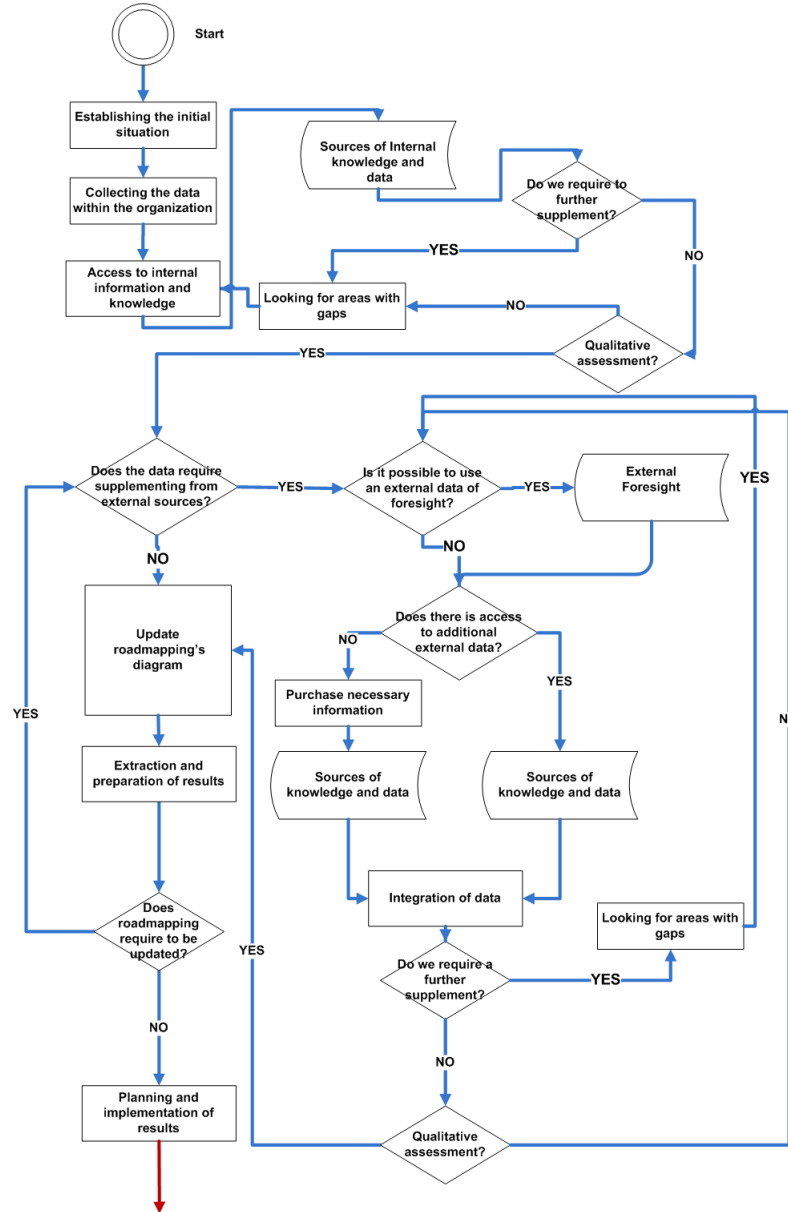 Start
Establishing the initial
situation
Collecting the data
within the organization
Access to internal
information and
knowledge
Sources of Internal
knowledge and
data
Do we require to
further
supplement?
YES
NO
Looking for areas with
gaps
NO
Qualitative
assessment?
YES
Does the data require
supplementing from
external sources?
YES
Is it possible to use
an external data of
foresight?
YES
External
Foresight
YES
NO
NO
Update
roadmapping's
diagram
Does there is access
to additional
external data?
NO
YES
Purchase necessary
information
YES
N
Extraction and
preparation of results
Sources of
knowledge and data
Sources of
knowledge and data
Does
roadmapping
require to be
updated?
Integration of data
Looking for areas with
gaps
YES
Do we require a
further
supplement?
YES
NO
NO
Planning and
implementation of
results
Qualitative
assessment?